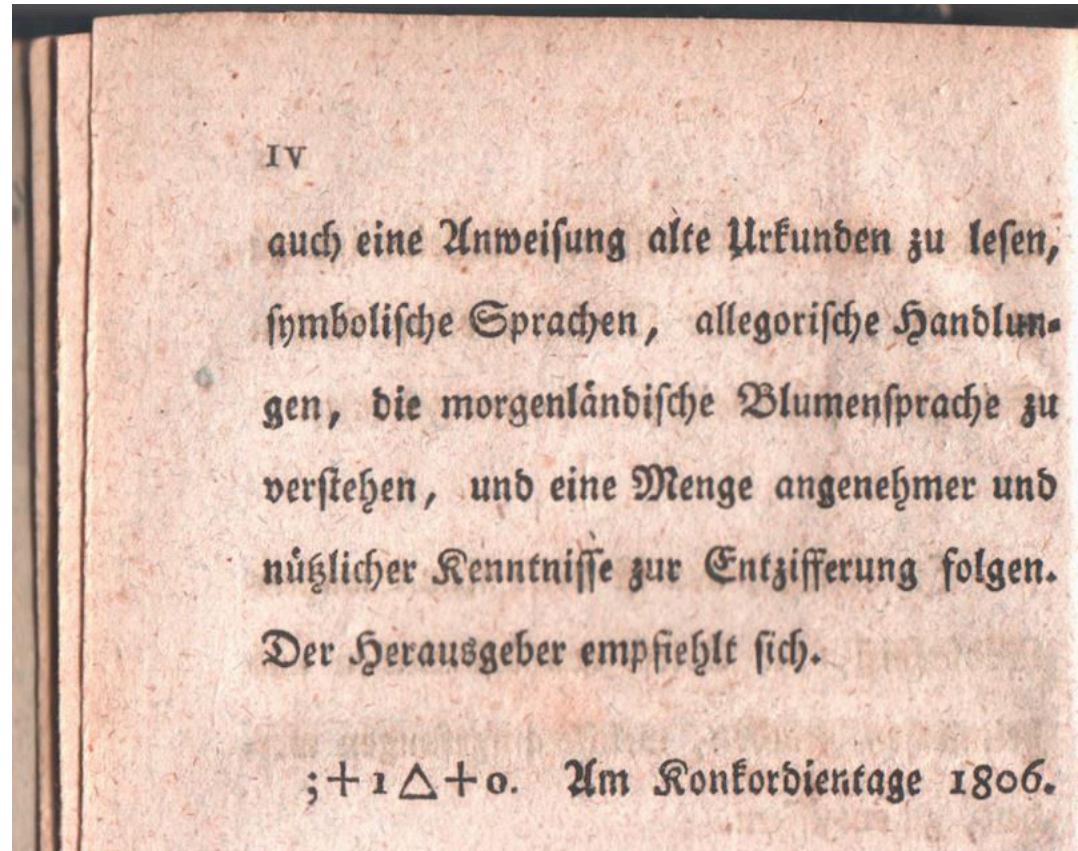 IV
auch eine Anweiſung alte Urkunden zu leſen,
ſymboliſche Sprachen, allegoriſche Handlun-
gen, die morgenländiſche Blumenſprache zu
verſtehen, und eine Menge angenehmer und
nützlicher Kenntniſſe zur Entzifferung folgen.
Der Herausgeber empfiehlt ſich.
;+1△+0. Am Konkordientage 1806.